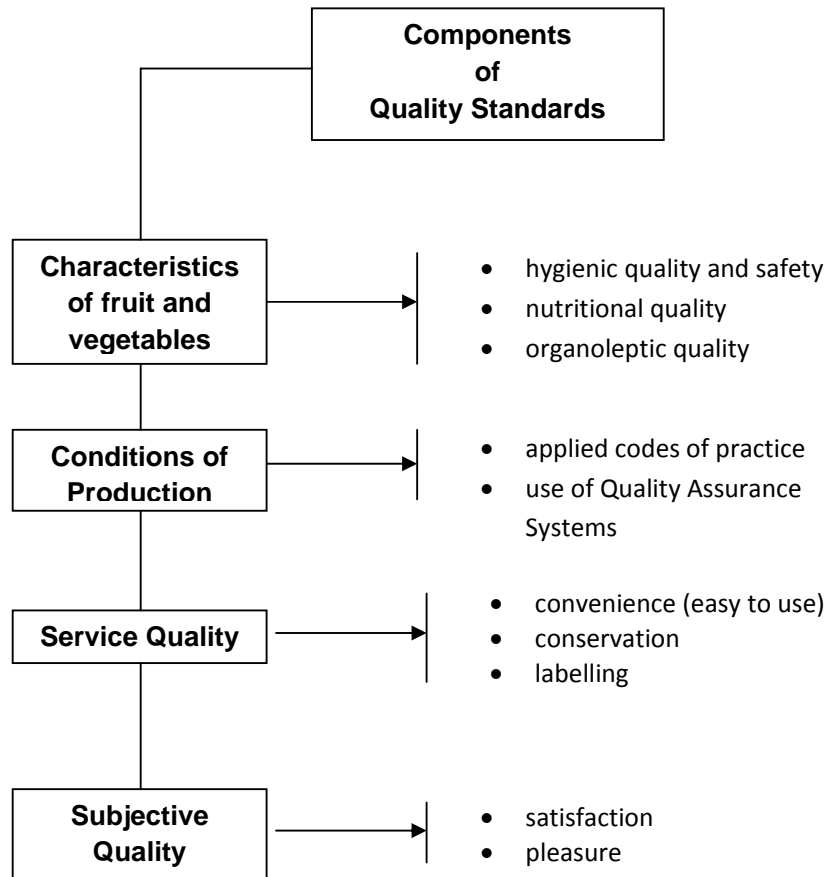 Components
of
Quality Standards
Characteristics
of fruit and
vegetables
• hygienic quality and safety
• nutritional quality
• organoleptic quality
Conditions of
Production
• applied codes of practice
• use of Quality Assurance
Systems
Service Quality
• convenience (easy to use)
• conservation
• labelling
Subjective
Quality
• satisfaction
• pleasure